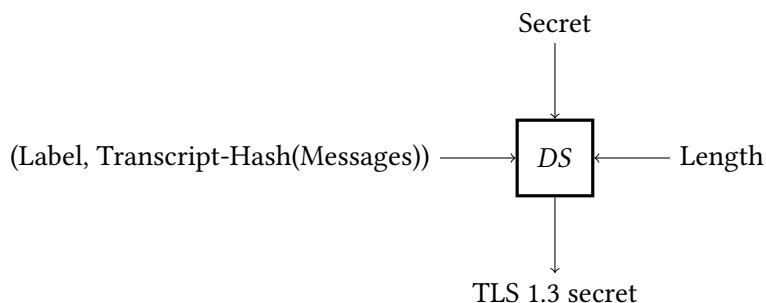 Secret
(Label, Transcript-Hash(Messages))
DS
Length
TLS 1.3 secret